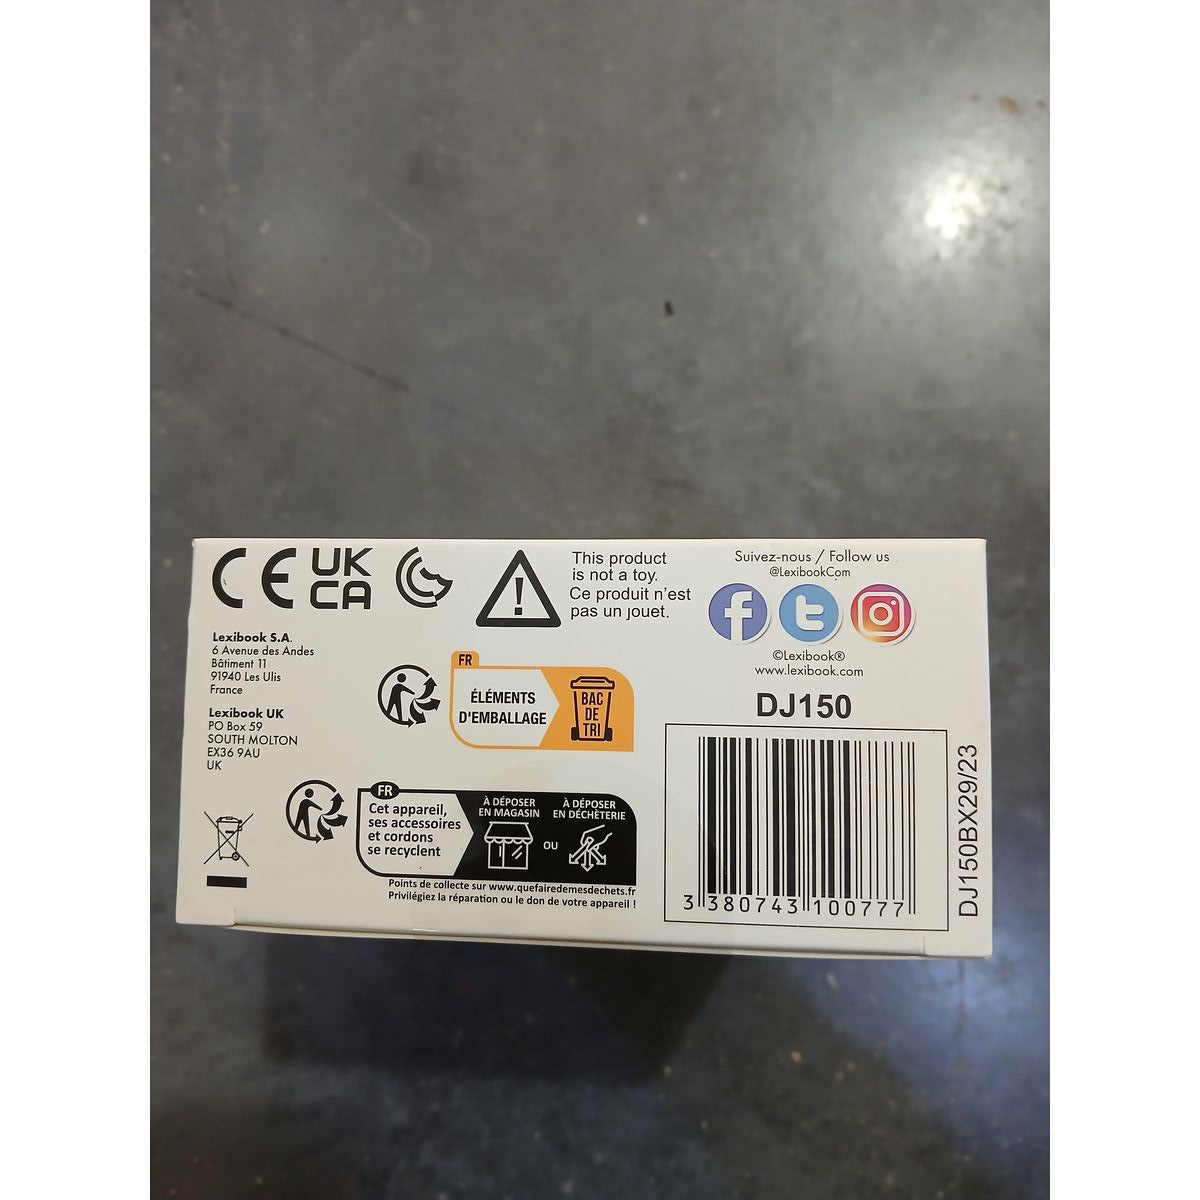 CE UK
CA
This product
is not a toy.
Ce produit n'est
pas un jouet.
Suivez-nous / Follow us
@LexibookCom
©Lexibook®
www.lexibook.com
Lexibook S.A.
6 Avenue des Andes
Bâtiment 11
91940 Les Ulis
France
Lexibook UK
PO Box 59
SOUTH MOLTON
EX36 9AU
UK
FR
ÉLÉMENTS
D'EMBALLAGE
BAC
DE
TRI
FR
Cet appareil,
ses accessoires
et cordons
se recyclent
À DÉPOSER
EN MAGASIN
OU
À DÉPOSER
EN DÉCHÈTERIE
Points de collecte sur www.quefairedemesdechets.fr
Privilégiez la réparation ou le don de votre appareil !
DJ150
3 380743 100777
DJ150BX29/23